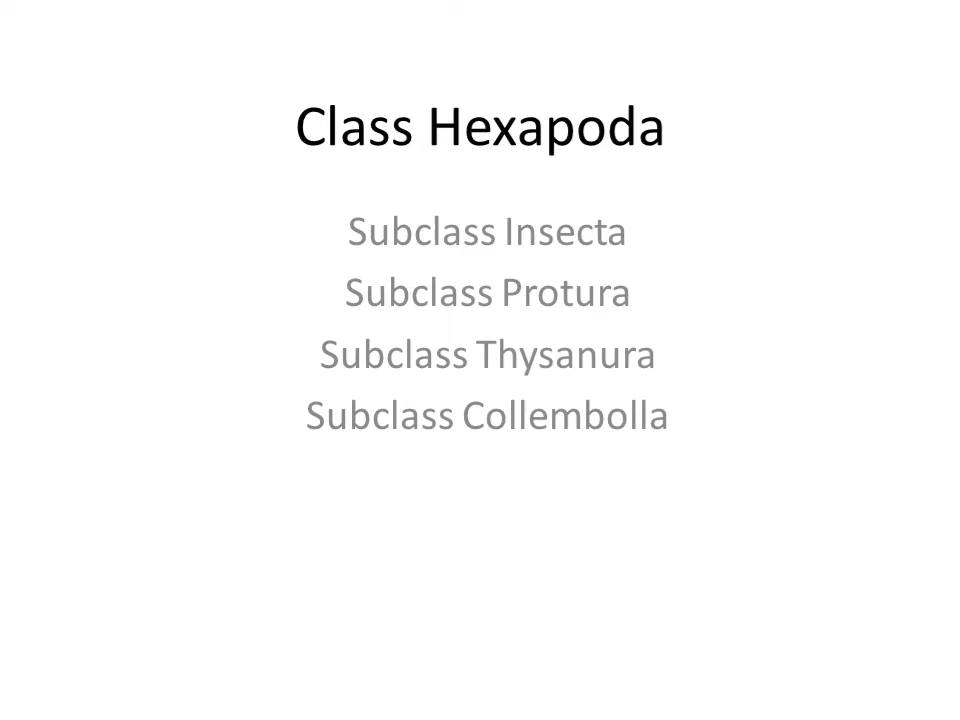 Class Hexapoda
Subclass Insecta
Subclass Protura
Subclass Thysanura
Subclass Collembolla